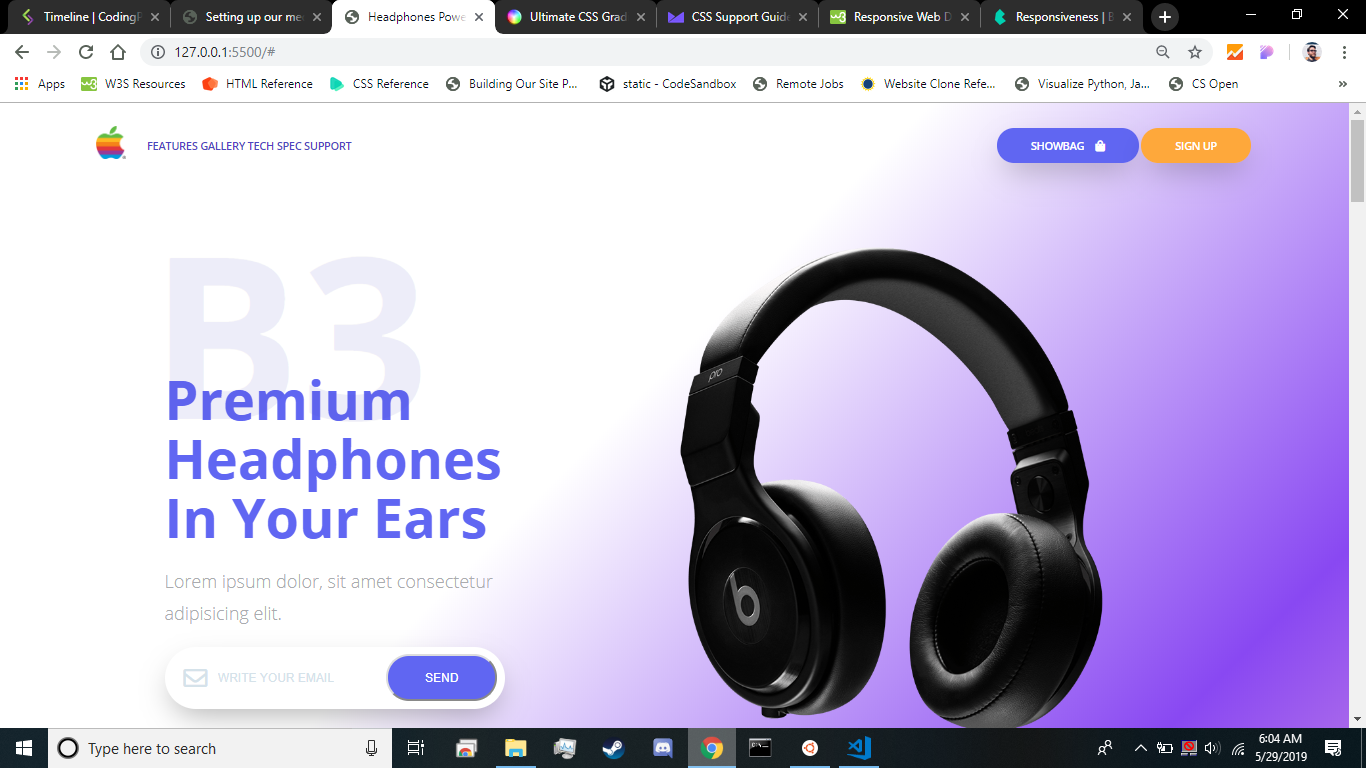 Timeline | CodingP
Setting up our me
Headphones Powe
Ultimate CSS Grad
CSS Support Guide
Responsive Web D
Responsiveness | B
127.0.0.1:5500/#
Apps
W3S Resources
HTML Reference
CSS Reference
Building Our Site P...
static - CodeSandbox
Remote Jobs
Website Clone Refe...
Visualize Python, Ja...
CS Open
FEATURES GALLERY TECH SPEC SUPPORT
SHOWBAG
SIGN UP
B3
Premium
Headphones
In Your Ears
Lorem ipsum dolor, sit amet consectetur
adipisicing elit.
WRITE YOUR EMAIL
SEND
pro
b
Type here to search
6:04 AM
5/29/2019